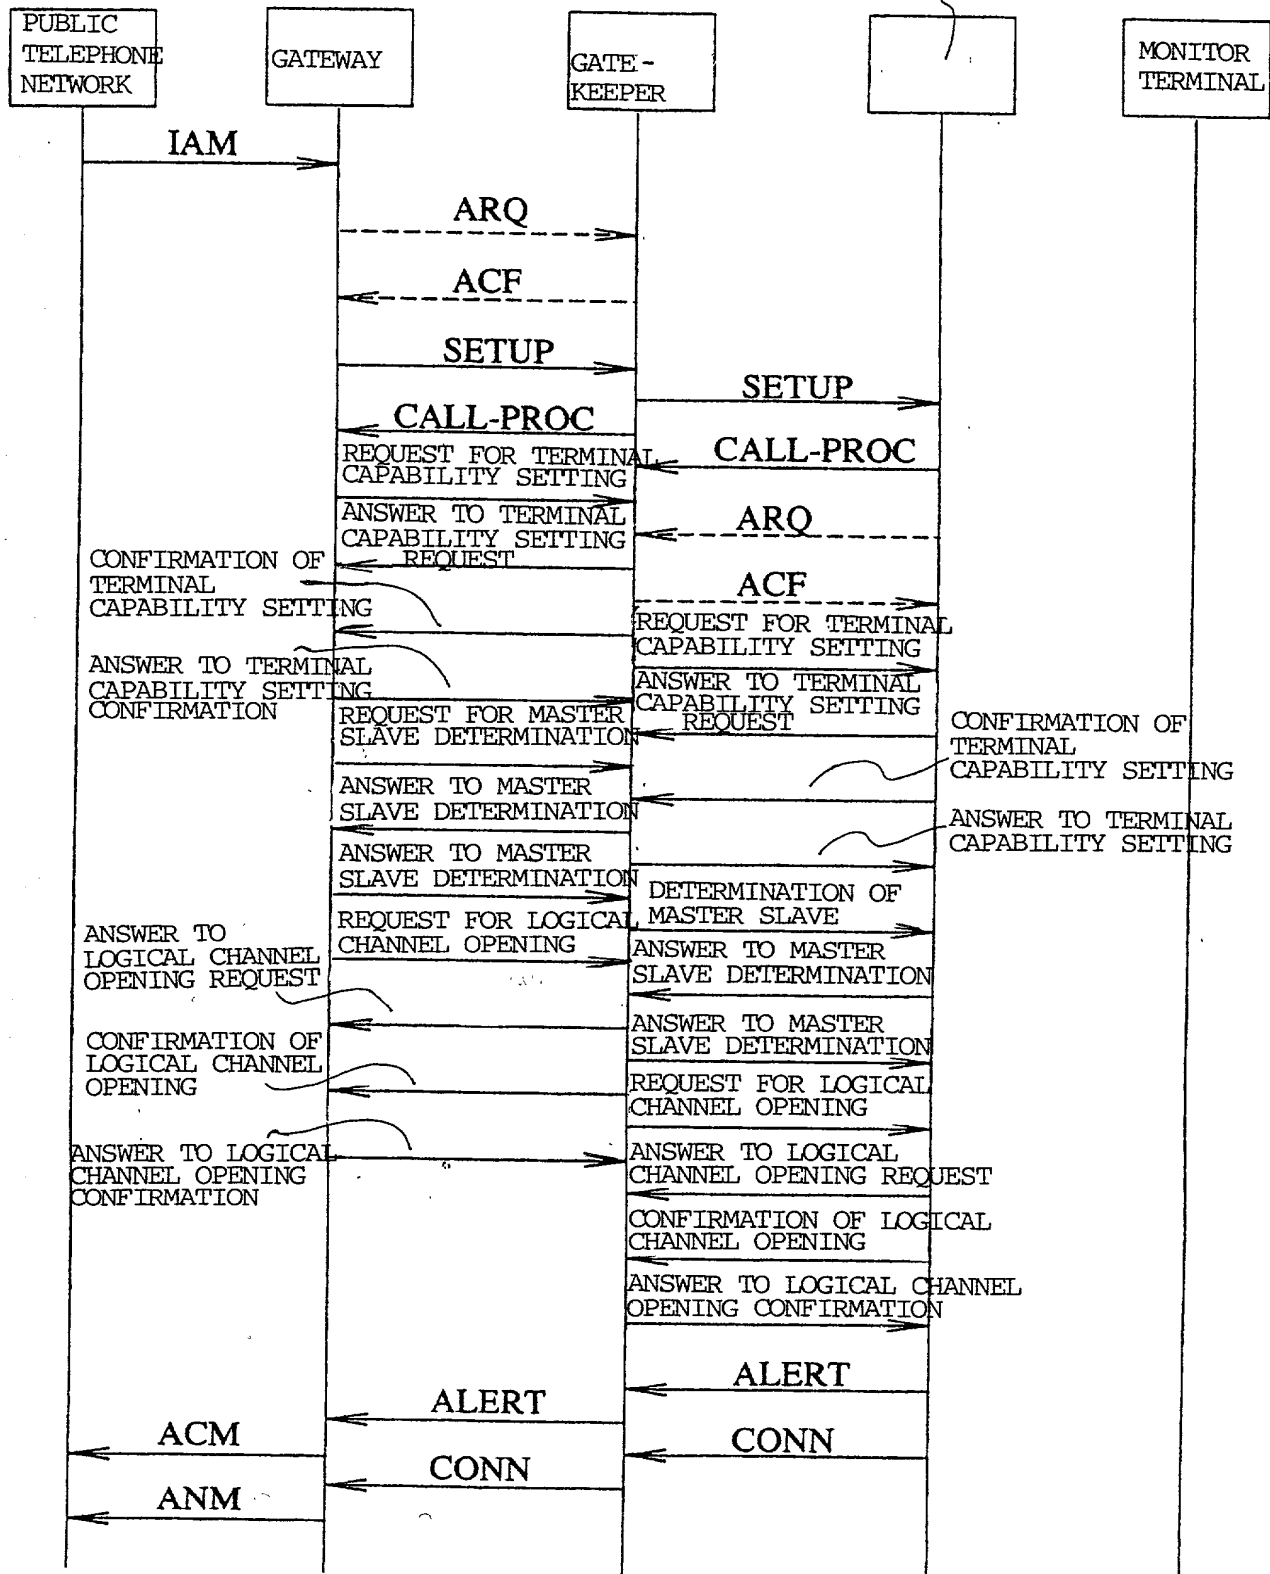 PUBLIC
TELEPHONE
NETWORK
GATEWAY
GATE-
KEEPER
MONITOR
TERMINAL
IAM
ARQ
ACF
SETUP
SETUP
CALL-PROC
CALL-PROC
REQUEST FOR TERMINAL
CAPABILITY SETTING
ANSWER TO TERMINAL
CAPABILITY SETTING
REQUEST
ARQ
CONFIRMATION OF
TERMINAL
CAPABILITY SETTING
ACF
REQUEST FOR TERMINAL
CAPABILITY SETTING
ANSWER TO TERMINAL
CAPABILITY SETTING
CONFIRMATION
ANSWER TO TERMINAL
CAPABILITY SETTING
REQUEST
REQUEST FOR MASTER
SLAVE DETERMINATION
CONFIRMATION OF
TERMINAL
CAPABILITY SETTING
ANSWER TO MASTER
SLAVE DETERMINATION
ANSWER TO TERMINAL
CAPABILITY SETTING
ANSWER TO MASTER
SLAVE DETERMINATION
DETERMINATION OF
MASTER SLAVE
REQUEST FOR LOGICAL
CHANNEL OPENING
ANSWER TO
LOGICAL CHANNEL
OPENING REQUEST
ANSWER TO MASTER
SLAVE DETERMINATION
ANSWER TO MASTER
SLAVE DETERMINATION
CONFIRMATION OF
LOGICAL CHANNEL
OPENING
REQUEST FOR LOGICAL
CHANNEL OPENING
ANSWER TO LOGICAL
CHANNEL OPENING
CONFIRMATION
ANSWER TO LOGICAL
CHANNEL OPENING REQUEST
CONFIRMATION OF LOGICAL
CHANNEL OPENING
ANSWER TO LOGICAL CHANNEL
OPENING CONFIRMATION
ALERT
ALERT
ACM
CONN
CONN
ANM